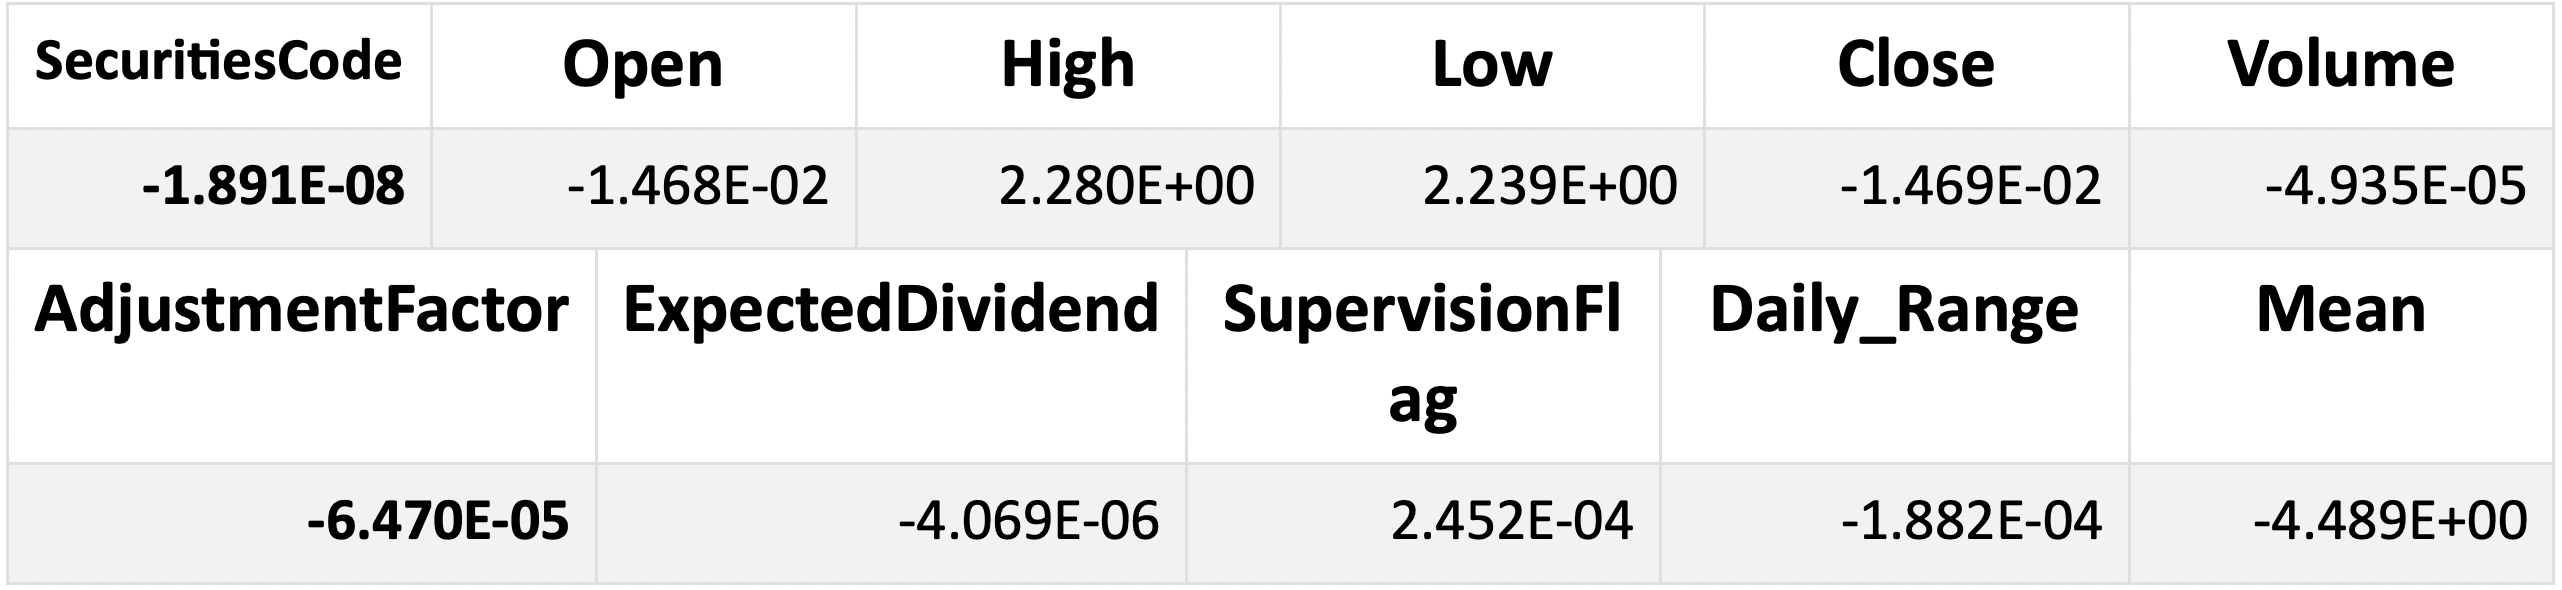 SecuritiesCode Open High Low Close Volume
-1.891E-08 -1.468E-02 2.280E+00 2.239E+00 -1.469E-02 -4.935E-05
AdjustmentFactor ExpectedDividend SupervisionFl Daily_Range Mean
ag
-6.470E-05 -4.069E-06 2.452E-04 -1.882E-04 -4.489E+00